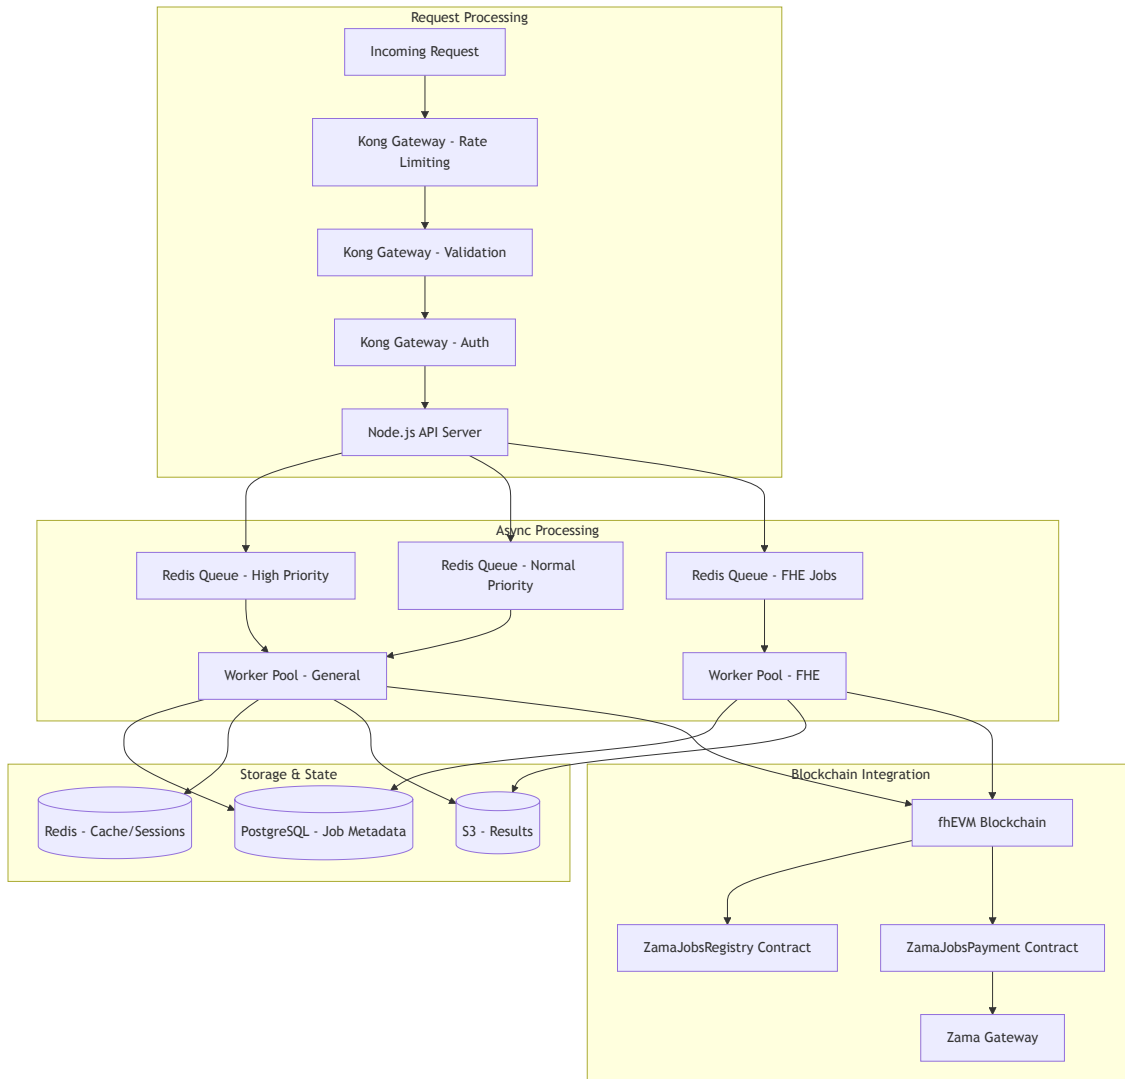 Request Processing
Incoming Request
Kong Gateway - Rate
Limiting
Kong Gateway - Validation
Kong Gateway - Auth
Node.js API Server
Async Processing
Redis Queue - High Priority
Redis Queue - Normal
Priority
Redis Queue - FHE Jobs
Worker Pool - General
Worker Pool - FHE
Storage & State
Redis - Cache/Sessions
PostgreSQL - Job Metadata
S3 - Results
Blockchain Integration
fhEVM Blockchain
ZamaJobsRegistry Contract
ZamaJobsPayment Contract
Zama Gateway